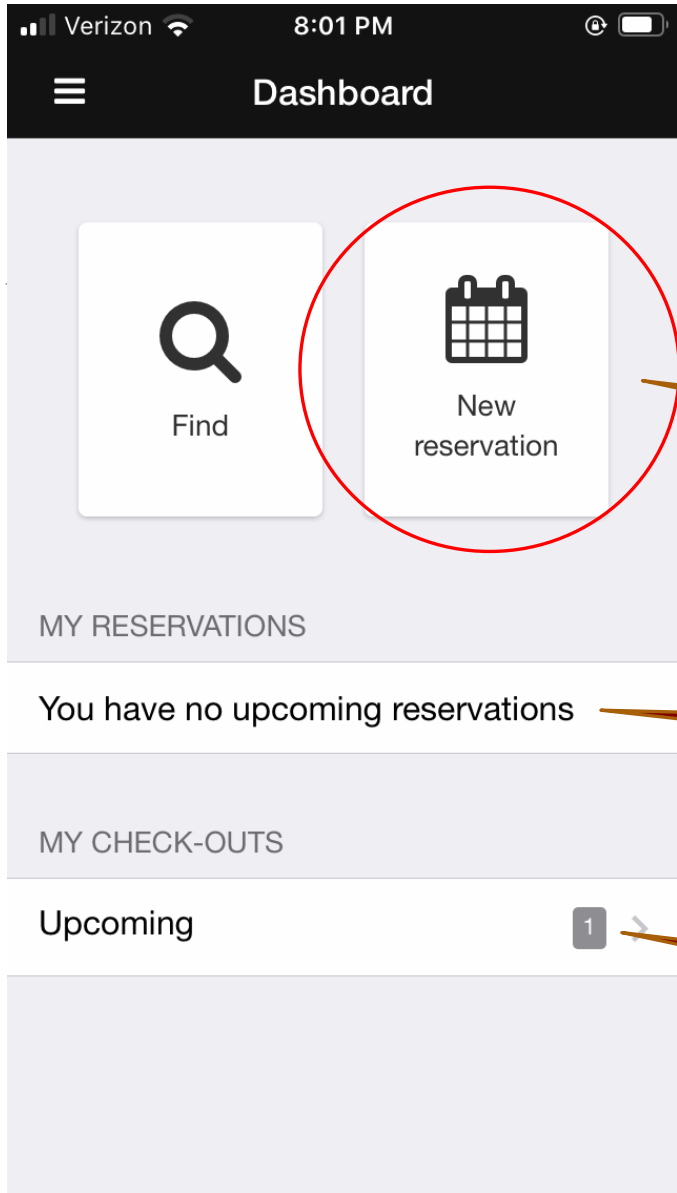 Verizon 8:01 PM
Dashboard
Find
New
reservation
MY RESERVATIONS
You have no upcoming reservations
MY CHECK-OUTS
Upcoming 1